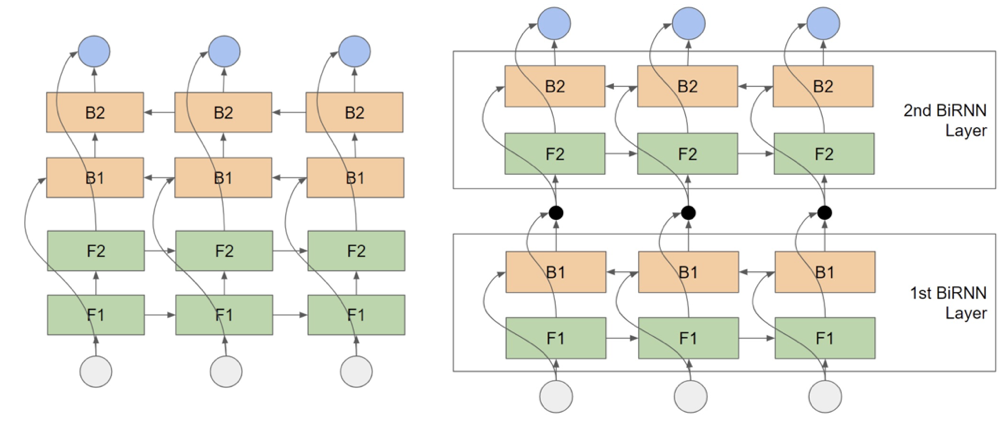 B2 B2 B2
B1 B1 B1
F2 F2 F2
F1 F1 F1
B2 B2 B2
2nd BiRNN
Layer
F2 F2 F2
B1 B1 B1
1st BiRNN
Layer
F1 F1 F1